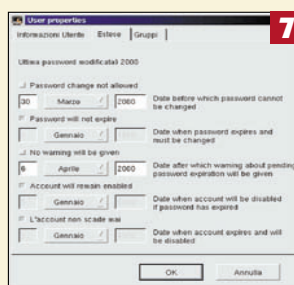 User properties
7
Informazioni Utente Estese Gruppi
Ultima password modificata) 2000
Password change not allowed
30 Marzo 2000 Date before which password cannot
be changed
Password will not expire
Gennaio Date when password expires and
must be changed
No warning will be given
6 Aprile 2000 Date after which warning about pending
password expiration will be given
Account will remain enabled
Gennaio Date when account will be disabled
if password has expired
L'account non scade mai
Gennaio Date when account expires and will
be disabled
OK Annulla